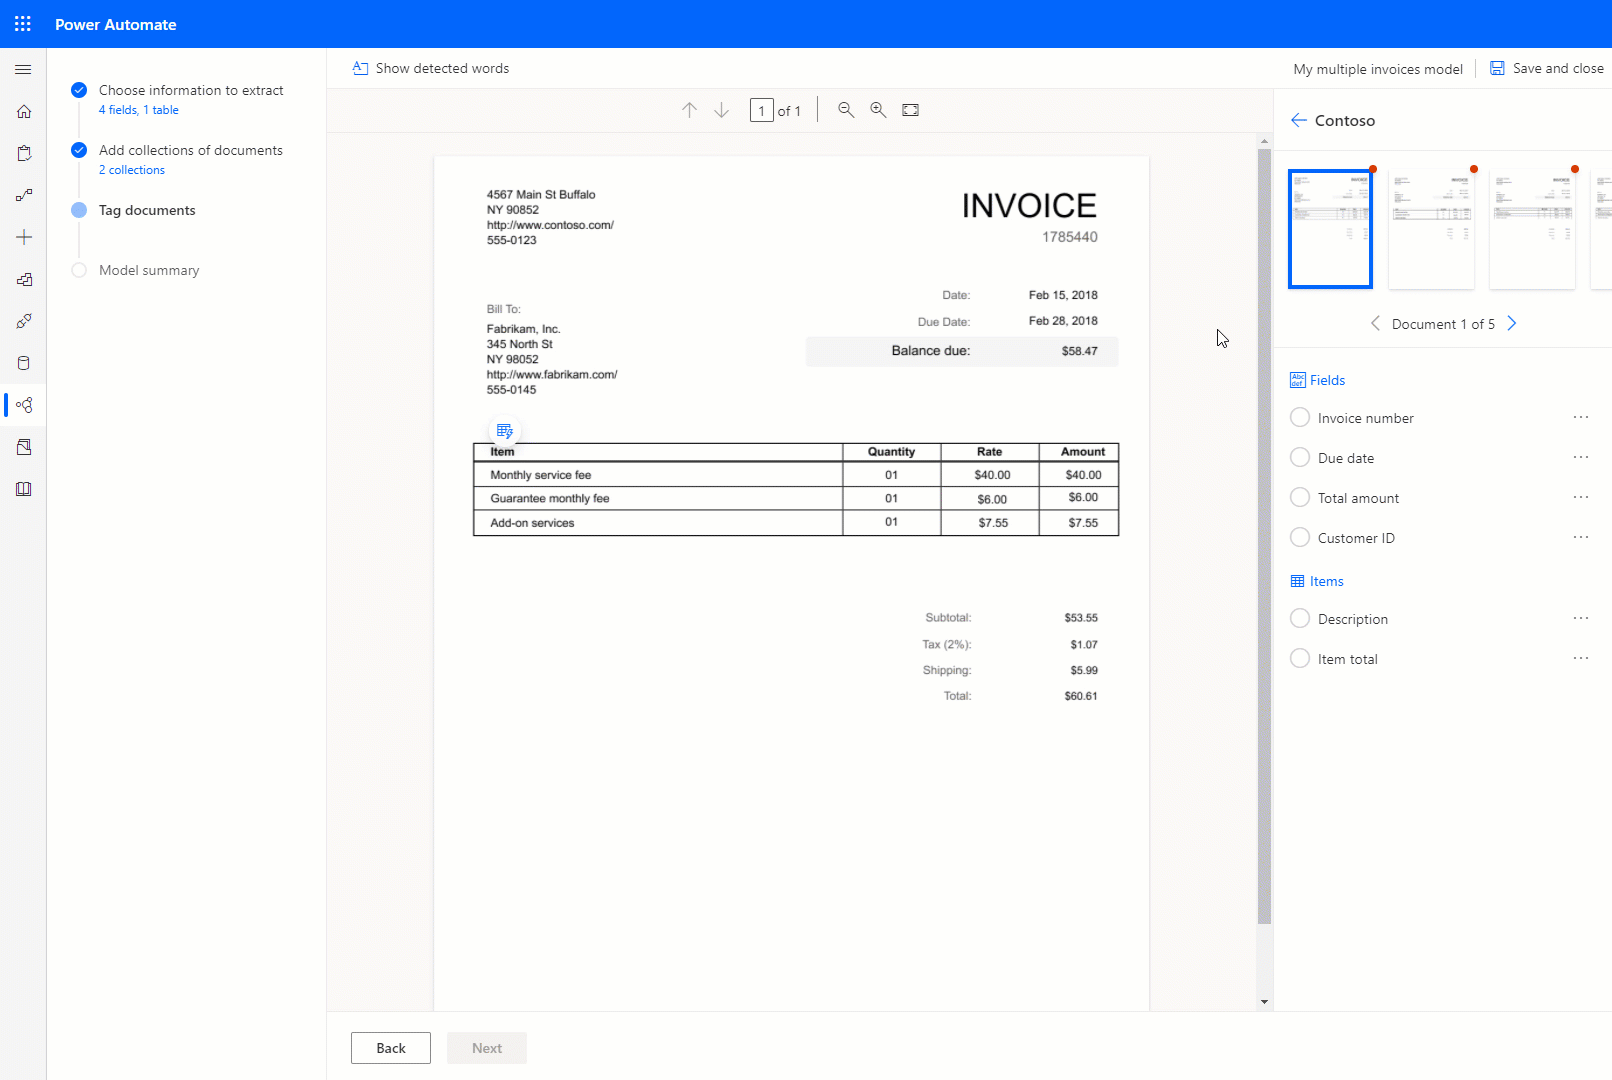 Power Automate
Choose information to extract
4 fields, 1 table
Add collections of documents
2 collections
Tag documents
Model summary
Show detected words
My multiple invoices model
Save and close
1 of 1
4567 Main St Buffalo
NY 90852
http://www.contoso.com/
555-0123
INVOICE
1785440
Date: Feb 15, 2018
Due Date: Feb 28, 2018
Balance due: $58.47
Bill To:
Fabrikam, Inc.
345 North St
NY 98052
http://www.fabrikam.com/
555-0145
Item Quantity Rate Amount
Monthly service fee 01 $40.00 $40.00
Guarantee monthly fee 01 $6.00 $6.00
Add-on services 01 $7.55 $7.55
Subtotal: $53.55
Tax (2%): $1.07
Shipping: $5.99
Total: $60.61
Back
Next
Contoso
Document 1 of 5
Fields
Invoice number
Due date
Total amount
Customer ID
Items
Description
Item total